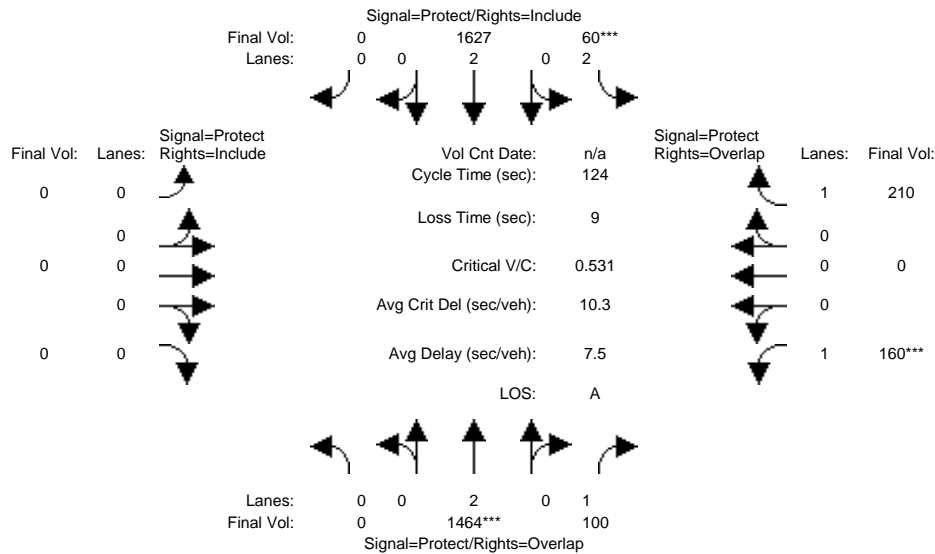 Signal=Protect/Rights=Include
Final Vol: 0 1627 60***
Lanes: 0 0 2 0 2
Signal=Protect
Final Vol: Lanes: Rights=Include
Vol Cnt Date: n/a
Signal=Protect
Rights=Overlap Lanes: Final Vol:
Cycle Time (sec): 124
0 0
1 210
Loss Time (sec): 9
0
0
0 0
Critical V/C: 0.531
0 0
0
Avg Crit Del (sec/veh): 10.3
0
0 0
Avg Delay (sec/veh): 7.5
1 160***
LOS: A
Lanes: 0 0 2 0 1
Final Vol: 0 1464*** 100
Signal=Protect/Rights=Overlap